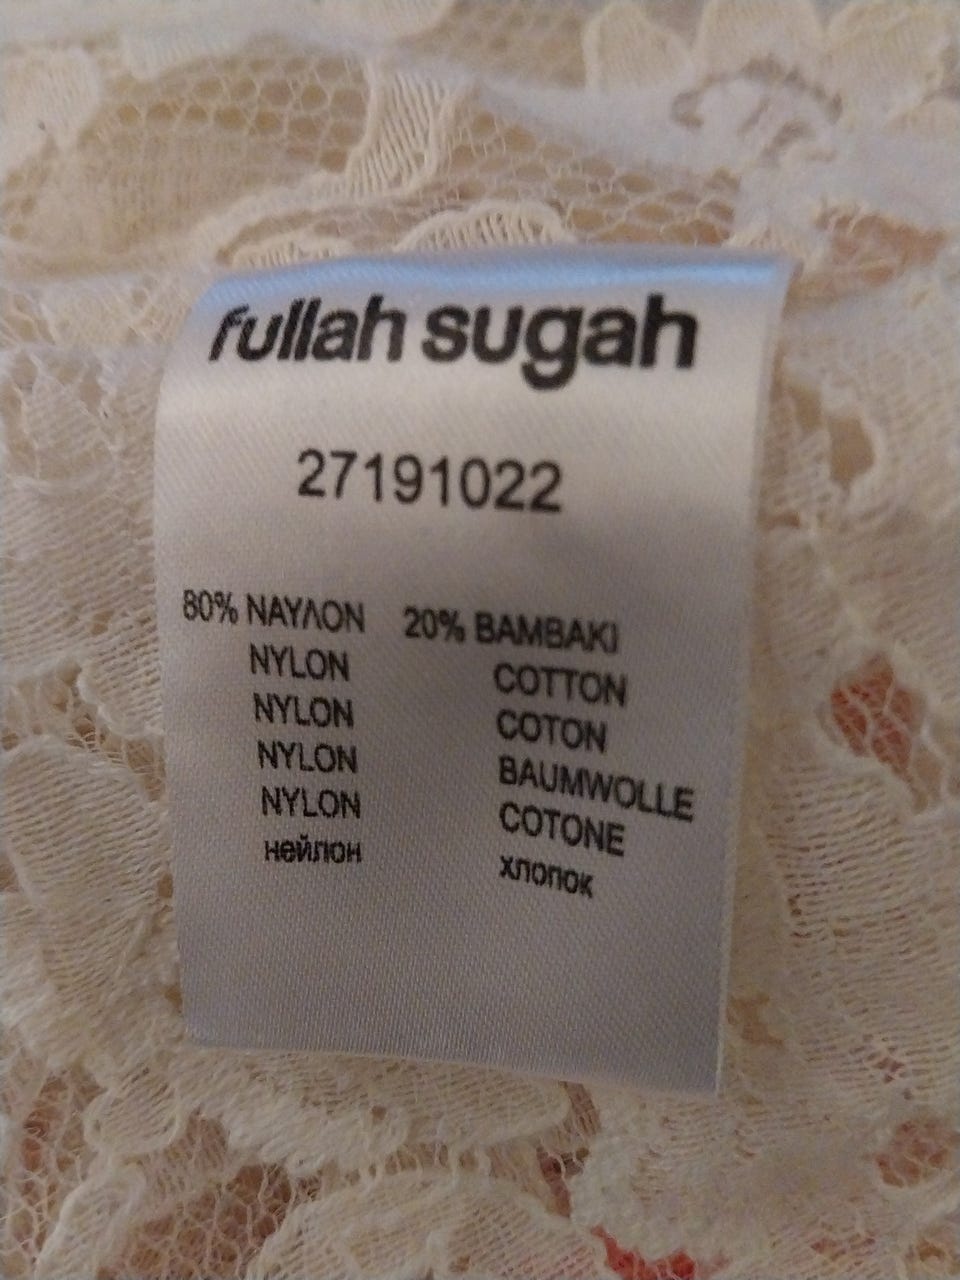 fullah sugah
27191022
80% ΝΑΥΛΟΝ 20% ΒΑΜΒΑΚΙ
NYLON COTTON
NYLON COTON
NYLON BAUMWOLLE
NYLON COTONE
нейлон хлопок